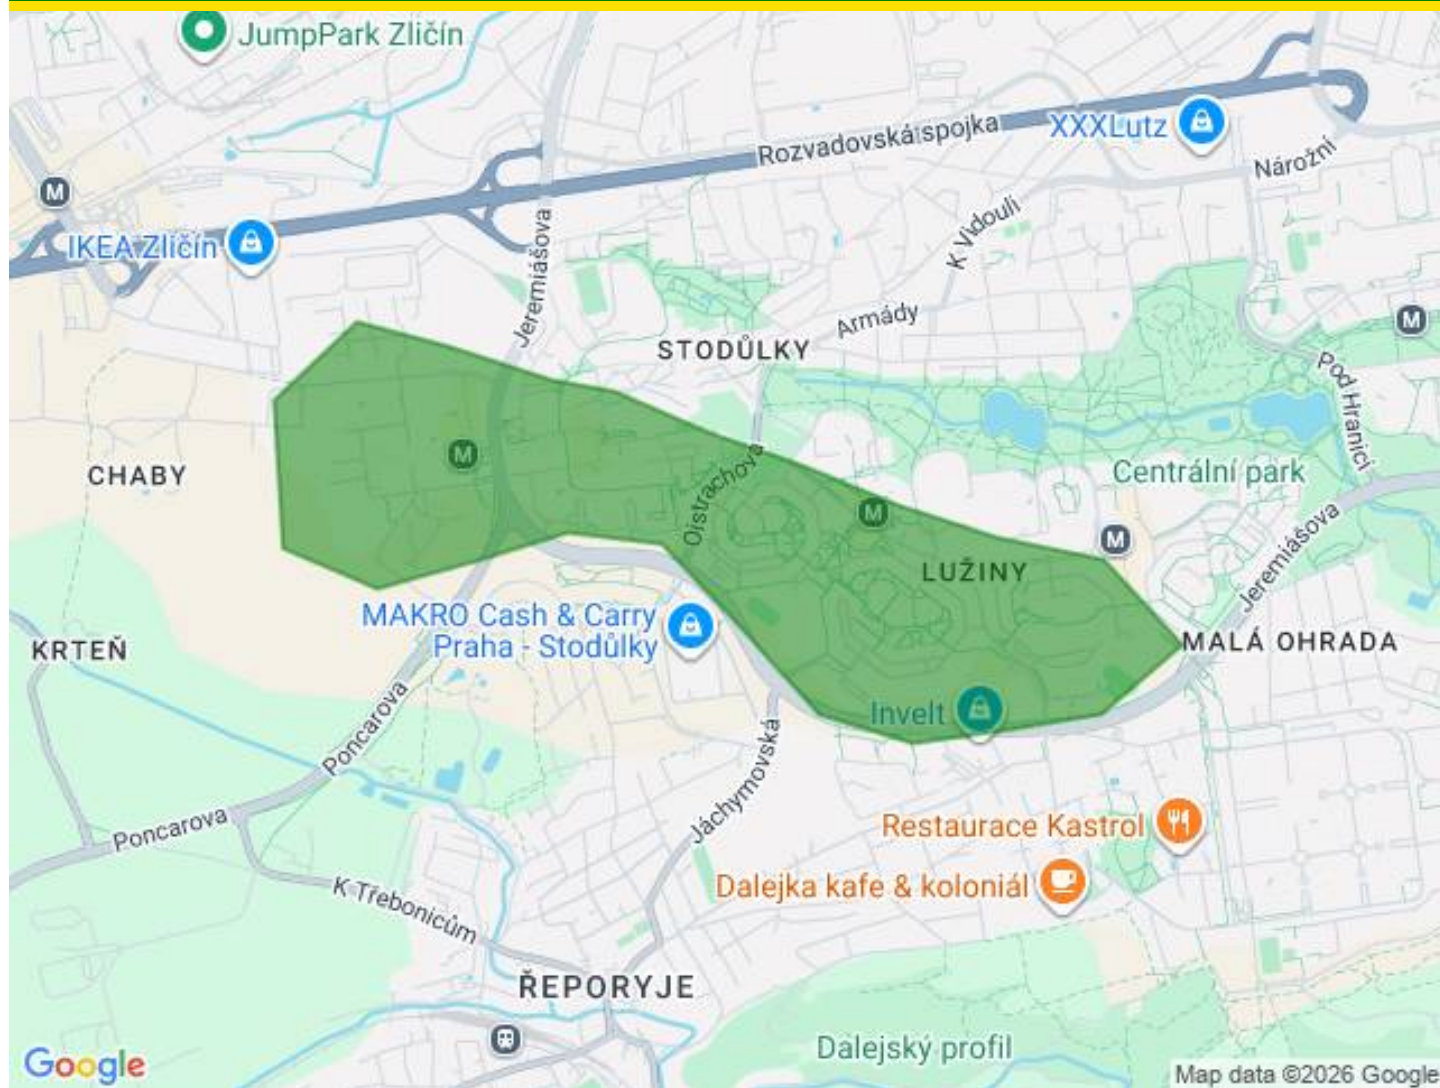 JumpPark Zličín
M
Rozvadovská spojka
XXXLutz
Nárožní
M
IKEA Zličín
Jeremiášova
K Vidouli
Armády
M
STODŮLKY
Pod Hranicí
M
CHABY
Oistrachova
Centrální park
M
M
Jeremiášova
LUŽINY
MAKRO Cash & Carry
Praha - Stodůlky
KRTEŇ
MALÁ OHRADA
Poncarova
Invelt
Jáchymovská
Poncarova
Restaurace Kastrol
K Třebonicům
Dalejka kafe & koloniál
ŘEPORYJE
Dalejský profil
Google
Map data ©2026 Google